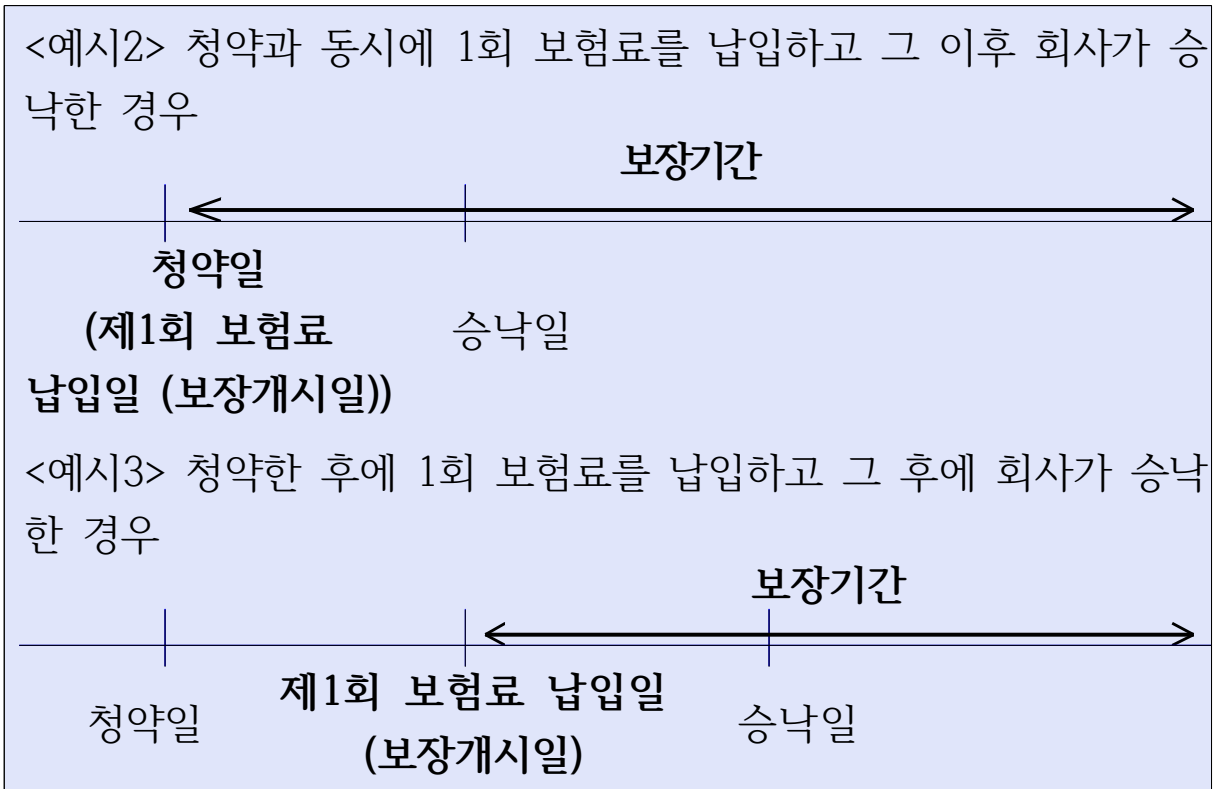 <예시2> 청약과 동시에 1회 보험료를 납입하고 그 이후 회사가 승
낙한 경우
보장기간
청약일
(제1회 보험료
승낙일
납입일 (보장개시일))
<예시3> 청약한 후에 1회 보험료를 납입하고 그 후에 회사가 승낙
한 경우
보장기간
청약일
제1회 보험료 납입일
(보장개시일)
승낙일